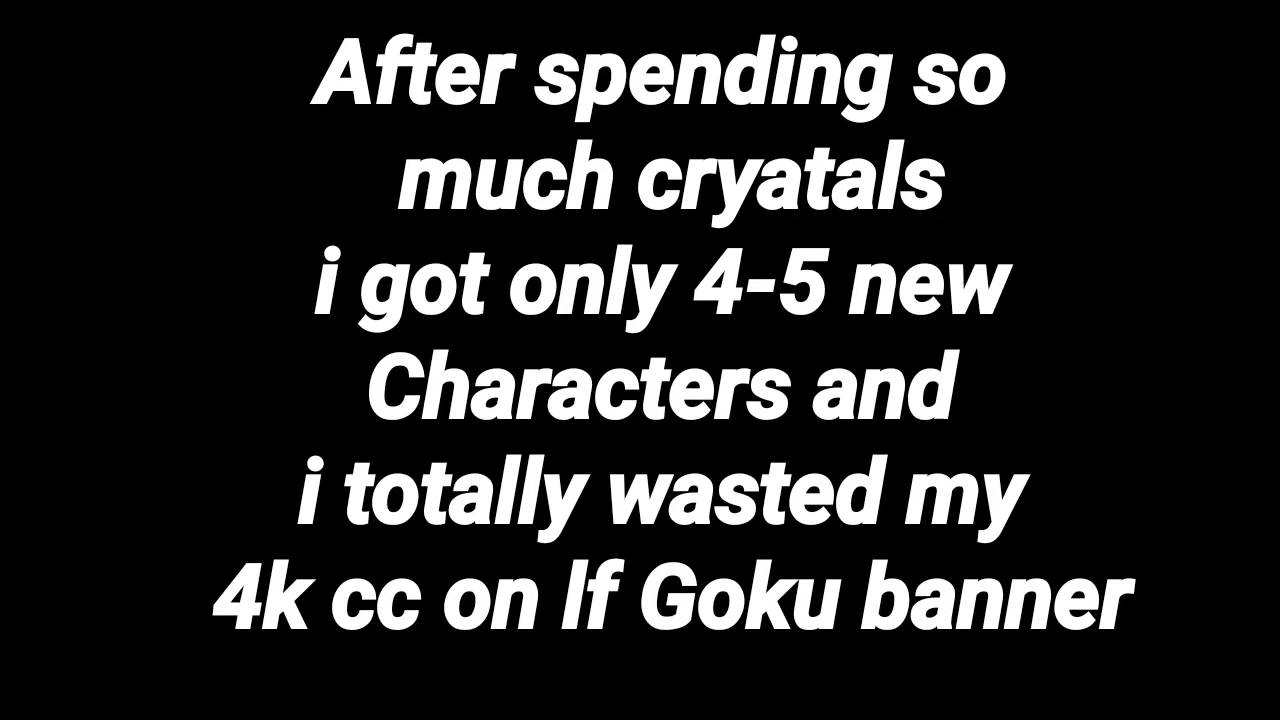 After spending so
much cryatals
i got only 4-5 new
Characters and
i totally wasted my
4k cc on lf Goku banner